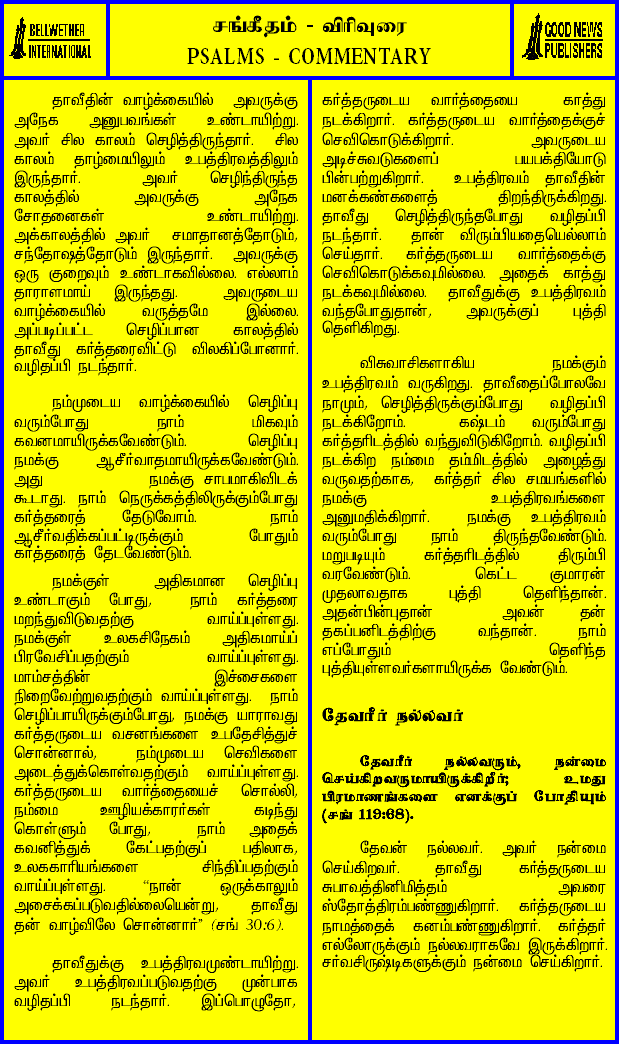 BELLWETHER
INTERNATIONAL
சங்கீதம் - விரிவுரை
PSALMS - COMMENTARY
GOOD NEWS
PUBLISHERS
தாவீதின் வாழ்க்கையில் அவருக்கு
அநேக அனுபவங்கள் உண்டாயிற்று.
அவர் சில காலம் செழித்திருந்தார். சில
காலம் தாழ்மையிலும் உபத்திரவத்திலும்
இருந்தார். அவர் செழிந்திருந்த
காலத்தில் அவருக்கு அநேக
சோதனைகள் உண்டாயிற்று.
அக்காலத்தில் அவர் சமாதானத்தோடும்,
சந்தோஷத்தோடும் இருந்தார். அவருக்கு
ஒரு குறைவும் உண்டாகவில்லை. எல்லாம்
தாராளமாய் இருந்தது. அவருடைய
வாழ்க்கையில் வருத்தமே இல்லை.
அப்படிப்பட்ட செழிப்பான காலத்தில்
தாவீது கர்த்தரைவிட்டு விலகிப்போனார்.
வழிதப்பி நடந்தார்.
நம்முடைய வாழ்க்கையில் செழிப்பு
வரும்போது நாம் மிகவும்
கவனமாயிருக்கவேண்டும். செழிப்பு
நமக்கு ஆசீர்வாதமாயிருக்கவேண்டும்.
அது நமக்கு சாபமாகிவிடக்
கூடாது. நாம் நெருக்கத்திலிருக்கும்போது
கர்த்தரைத் தேடுவோம். நாம்
ஆசீர்வதிக்கப்பட்டிருக்கும் போதும்
கர்த்தரைத் தேடவேண்டும்.
நமக்குள் அதிகமான செழிப்பு
உண்டாகும் போது, நாம் கர்த்தரை
மறந்துவிடுவதற்கு வாய்ப்புள்ளது.
நமக்குள் உலகசிநேகம் அதிகமாய்ப்
பிரவேசிப்பதற்கும் வாய்ப்புள்ளது.
மாம்சத்தின் இச்சைகளை
நிறைவேற்றுவதற்கும் வாய்ப்புள்ளது. நாம்
செழிப்பாயிருக்கும்போது, நமக்கு யாராவது
கர்த்தருடைய வசனங்களை உபதேசித்துச்
சொன்னால், நம்முடைய செவிகளை
அடைத்துக்கொள்வதற்கும் வாய்ப்புள்ளது.
கர்த்தருடைய வார்த்தையைச் சொல்லி,
நம்மை ஊழியக்காரர்கள் கடிந்து
கொள்ளும் போது, நாம் அதைக்
கவனித்துக் கேட்பதற்குப் பதிலாக,
உலககாரியங்களை சிந்திப்பதற்கும்
வாய்ப்புள்ளது. “நான் ஒருக்காலும்
அசைக்கப்படுவதில்லையென்று, தாவீது
தன் வாழ்விலே சொன்னார்” (சங் 30:6).
தாவீதுக்கு உபத்திரவமுண்டாயிற்று.
அவர் உபத்திரவப்படுவதற்கு முன்பாக
வழிதப்பி நடந்தார். இப்பொழுதோ,
கர்த்தருடைய வார்த்தையை காத்து
நடக்கிறார். கர்த்தருடைய வார்த்தைக்குச்
செவிகொடுக்கிறார். அவருடைய
அடிச்சுவடுகளைப் பயபக்தியோடு
பின்பற்றுகிறார். உபத்திரவம் தாவீதின்
மனக்கண்களைத் திறந்திருக்கிறது.
தாவீது செழித்திருந்தபோது வழிதப்பி
நடந்தார். தான் விரும்பியதையெல்லாம்
செய்தார். கர்த்தருடைய வார்த்தைக்கு
செவிகொடுக்கவுமில்லை. அதைக் காத்து
நடக்கவுமில்லை. தாவீதுக்கு உபத்திரவம்
வந்தபோதுதான், அவருக்குப் புத்தி
தெளிகிறது.
விசுவாசிகளாகிய நமக்கும்
உபத்திரவம் வருகிறது. தாவீதைப்போலவே
நாமும், செழித்திருக்கும்போது வழிதப்பி
நடக்கிறோம். கஷ்டம் வரும்போது
கர்த்தரிடத்தில் வந்துவிடுகிறோம். வழிதப்பி
நடக்கிற நம்மை தம்மிடத்தில் அழைத்து
வருவதற்காக, கர்த்தர் சில சமயங்களில்
நமக்கு உபத்திரவங்களை
அனுமதிக்கிறார். நமக்கு உபத்திரவம்
வரும்போது நாம் திருந்தவேண்டும்.
மறுபடியும் கர்த்தரிடத்தில் திரும்பி
வரவேண்டும். கெட்ட குமாரன்
முதலாவதாக புத்தி தெளிந்தான்.
அதன்பின்புதான் அவன் தன்
தகப்பனிடத்திற்கு வந்தான். நாம்
எப்போதும் தெளிந்த
புத்தியுள்ளவர்களாயிருக்க வேண்டும்.
தேவரீர் நல்லவர்
தேவரீர் நல்லவரும், நன்மை
செய்கிறவருமாயிருக்கிறீர்; உமது
பிரமாணங்களை எனக்குப் போதியும்
(சங் 119:68).
தேவன் நல்லவர். அவர் நன்மை
செய்கிறவர். தாவீது கர்த்தருடைய
சுபாவத்தினிமித்தம் அவரை
ஸ்தோத்திரம்பண்ணுகிறார். கர்த்தருடைய
நாமத்தைக் கனம்பண்ணுகிறார். கர்த்தர்
எல்லோருக்கும் நல்லவராகவே இருக்கிறார்.
சர்வசிருஷ்டிகளுக்கும் நன்மை செய்கிறார்.